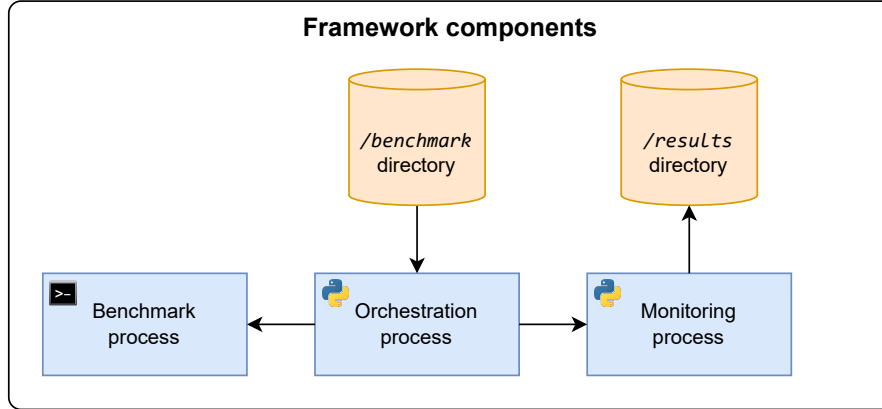 Framework components
/benchmark
directory
/results
directory
>-
Benchmark
process
Orchestration
process
Monitoring
process